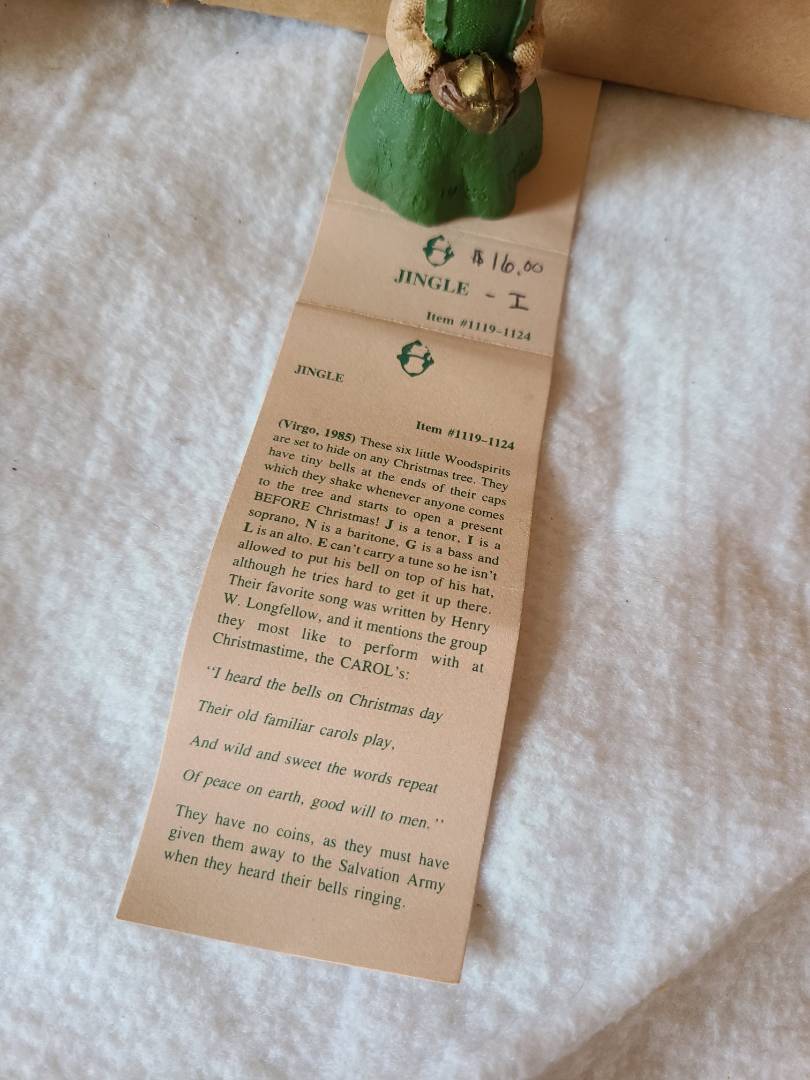 $16.00
JINGLE - I
Item #1119-1124
JINGLE
Item #1119-1124
(Virgo, 1985) These six little Woodspirits
are set to hide on any Christmas tree. They
have tiny bells at the ends of their caps
which they shake whenever anyone comes
to the tree and starts to open a present
BEFORE Christmas! J is a tenor, I is a
soprano, N is a baritone, G is a bass and
L is an alto. E can't carry a tune so he isn't
allowed to put his bell on top of his hat,
although he tries hard to get it up there.
Their favorite song was written by Henry
W. Longfellow, and it mentions the group
they most like to perform with at
Christmastime, the CAROL's:
"I heard the bells on Christmas day
Their old familiar carols play,
And wild and sweet the words repeat
Of peace on earth, good will to men."
They have no coins, as they must have
given them away to the Salvation Army
when they heard their bells ringing.